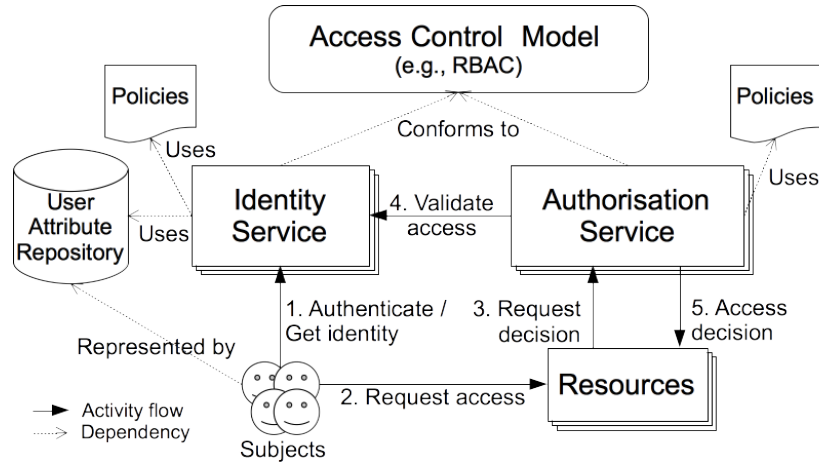 Access Control Model
(e.g., RBAC)
Policies
Policies
Conforms to
Uses
Uses
User
Attribute
Repository
Uses
Identity
Service
4. Validate
access
Authorisation
Service
1. Authenticate /
Get identity
3. Request
decision
5. Access
decision
Represented by
2. Request access
Resources
Activity flow
Dependency
Subjects